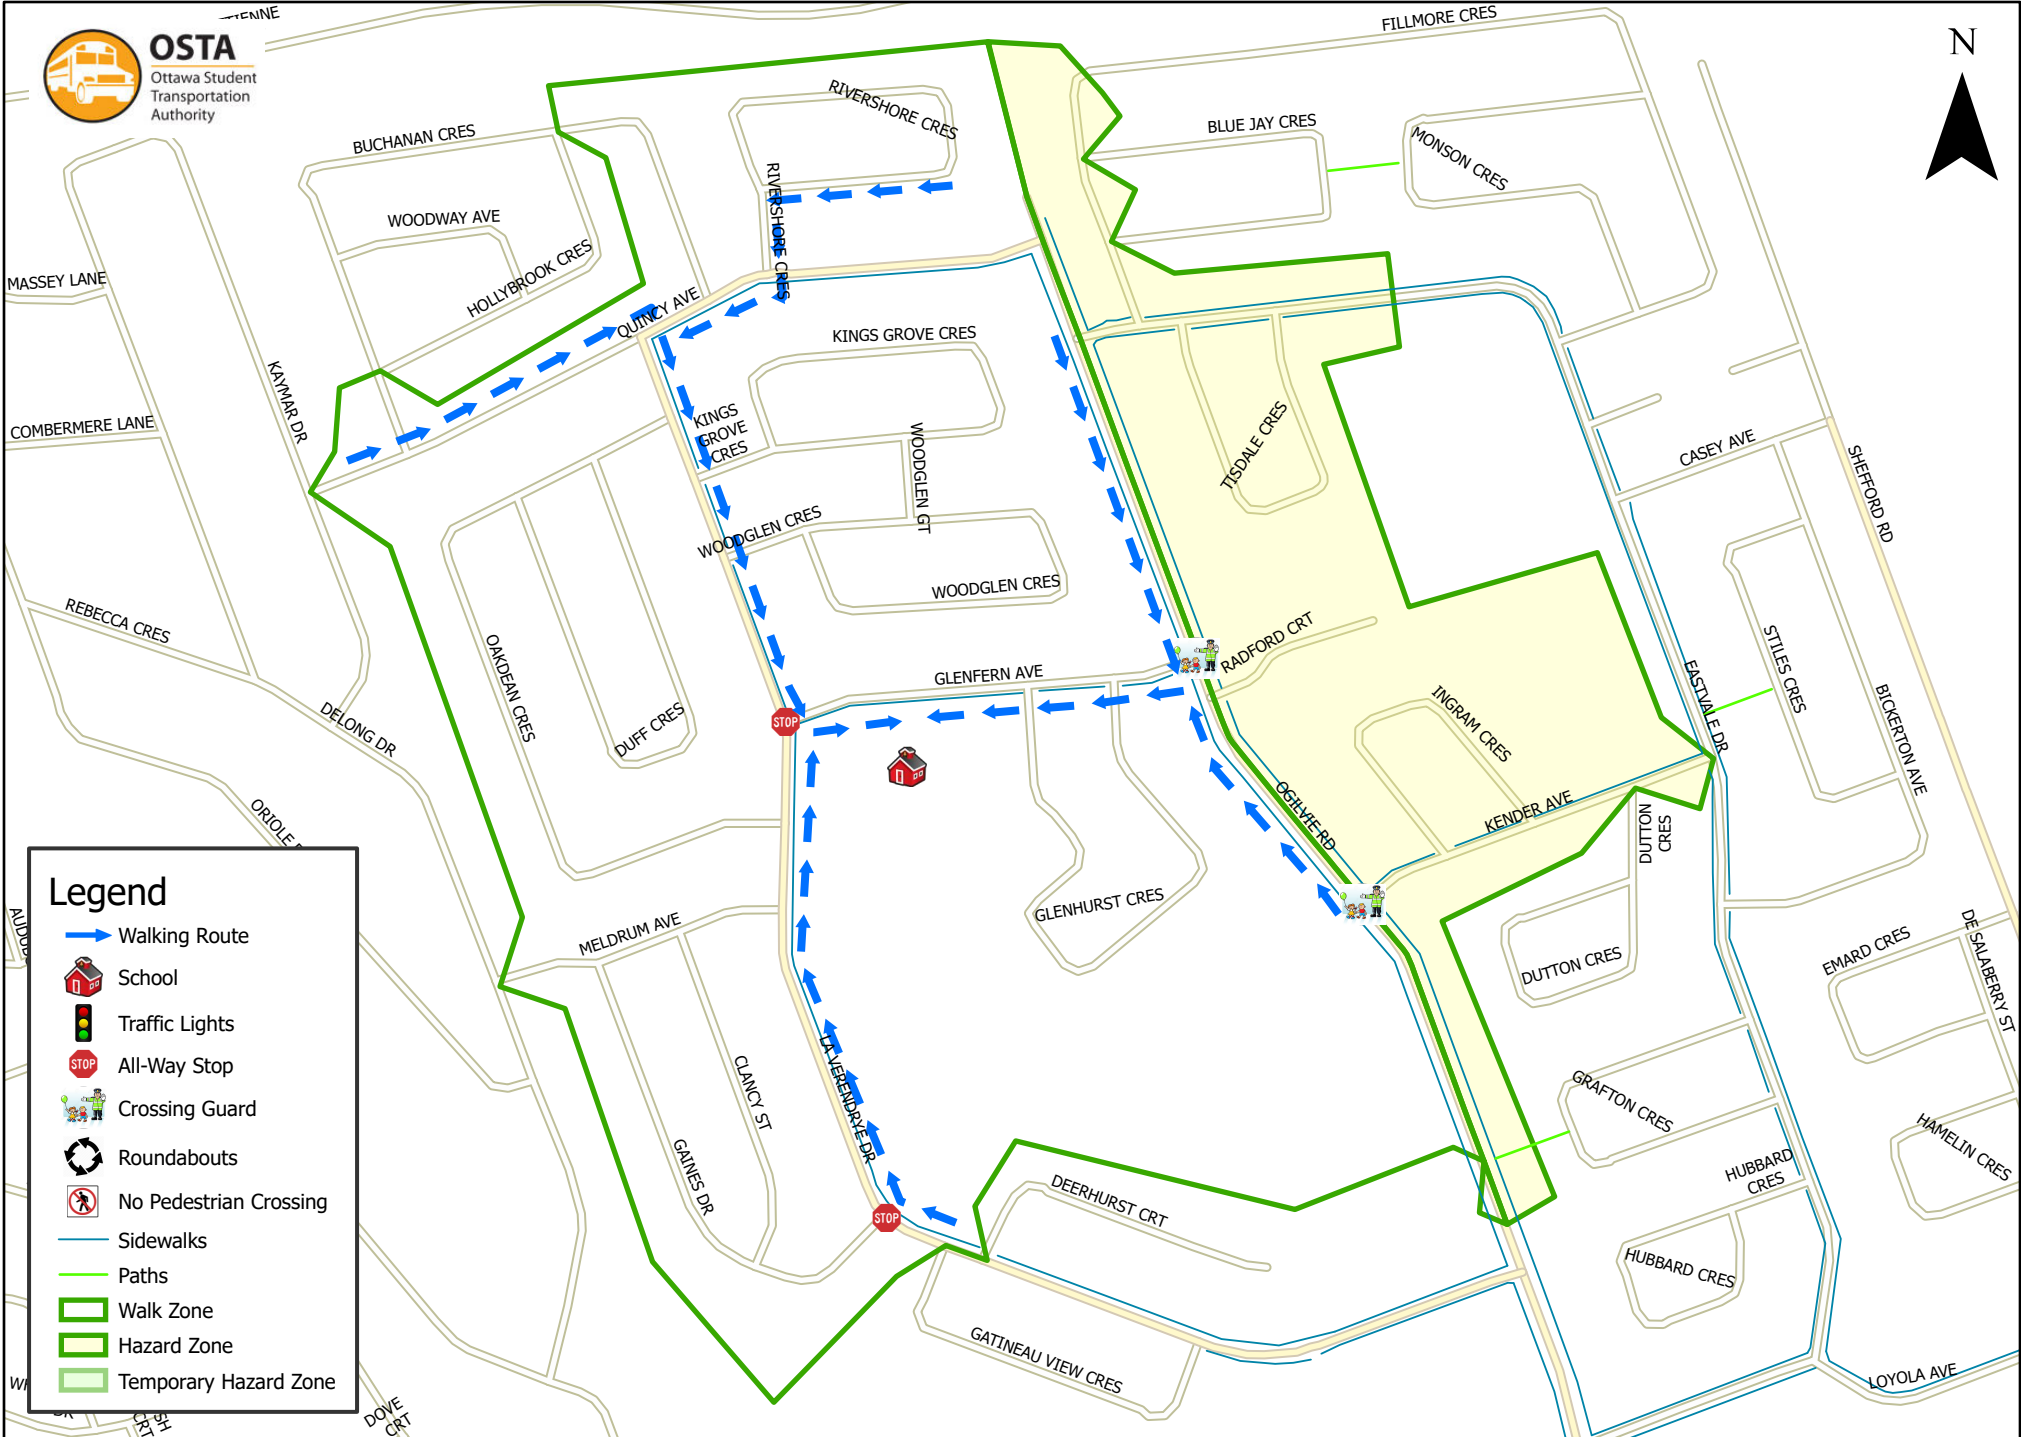 OSTA
Ottawa Student
Transportation
Authority
FILLMORE CRES
N
RIVERSHORE CRES
BUCHANAN CRES
BLUE JAY CRES
MONSON CRES
WOODWAY AVE
RIVERSHORE CRES
HOLLYBROOK CRES
MASSEY LANE
QUINCY AVE
KINGS GROVE CRES
KAYMAR DR
COMBERMERE LANE
KINGS
GROVE
CRES
WOODGLEN GT
TISDALE CRES
CASEY AVE
SHEFFORD RD
WOODGLEN CRES
WOODGLEN CRES
REBECCA CRES
OAKDEAN CRES
RADFORD CRT
STILES CRES
GLENFERN AVE
EASTVALE DR
DELONG DR
DUFF CRES
INGRAM CRES
BICKERTON AVE
STOP
OGILVIE RD
KENDER AVE
DUTTON
CRES
ORIOLE
GLENHURST CRES
MELDRUM AVE
DUTTON CRES
EMARD CRES
DE SALABERRY ST
CLANCY ST
LA VERENDRYE DR
GRAFTON CRES
HAMELIN CRES
GAINES DR
DEERHURST CRT
HUBBARD
CRES
STOP
HUBBARD CRES
GATINEAU VIEW CRES
LOYOLA AVE
DOVE
CRT
CRT
Legend
Walking Route
School
Traffic Lights
STOP
All-Way Stop
Crossing Guard
Roundabouts
No Pedestrian Crossing
Sidewalks
Paths
Walk Zone
Hazard Zone
Temporary Hazard Zone